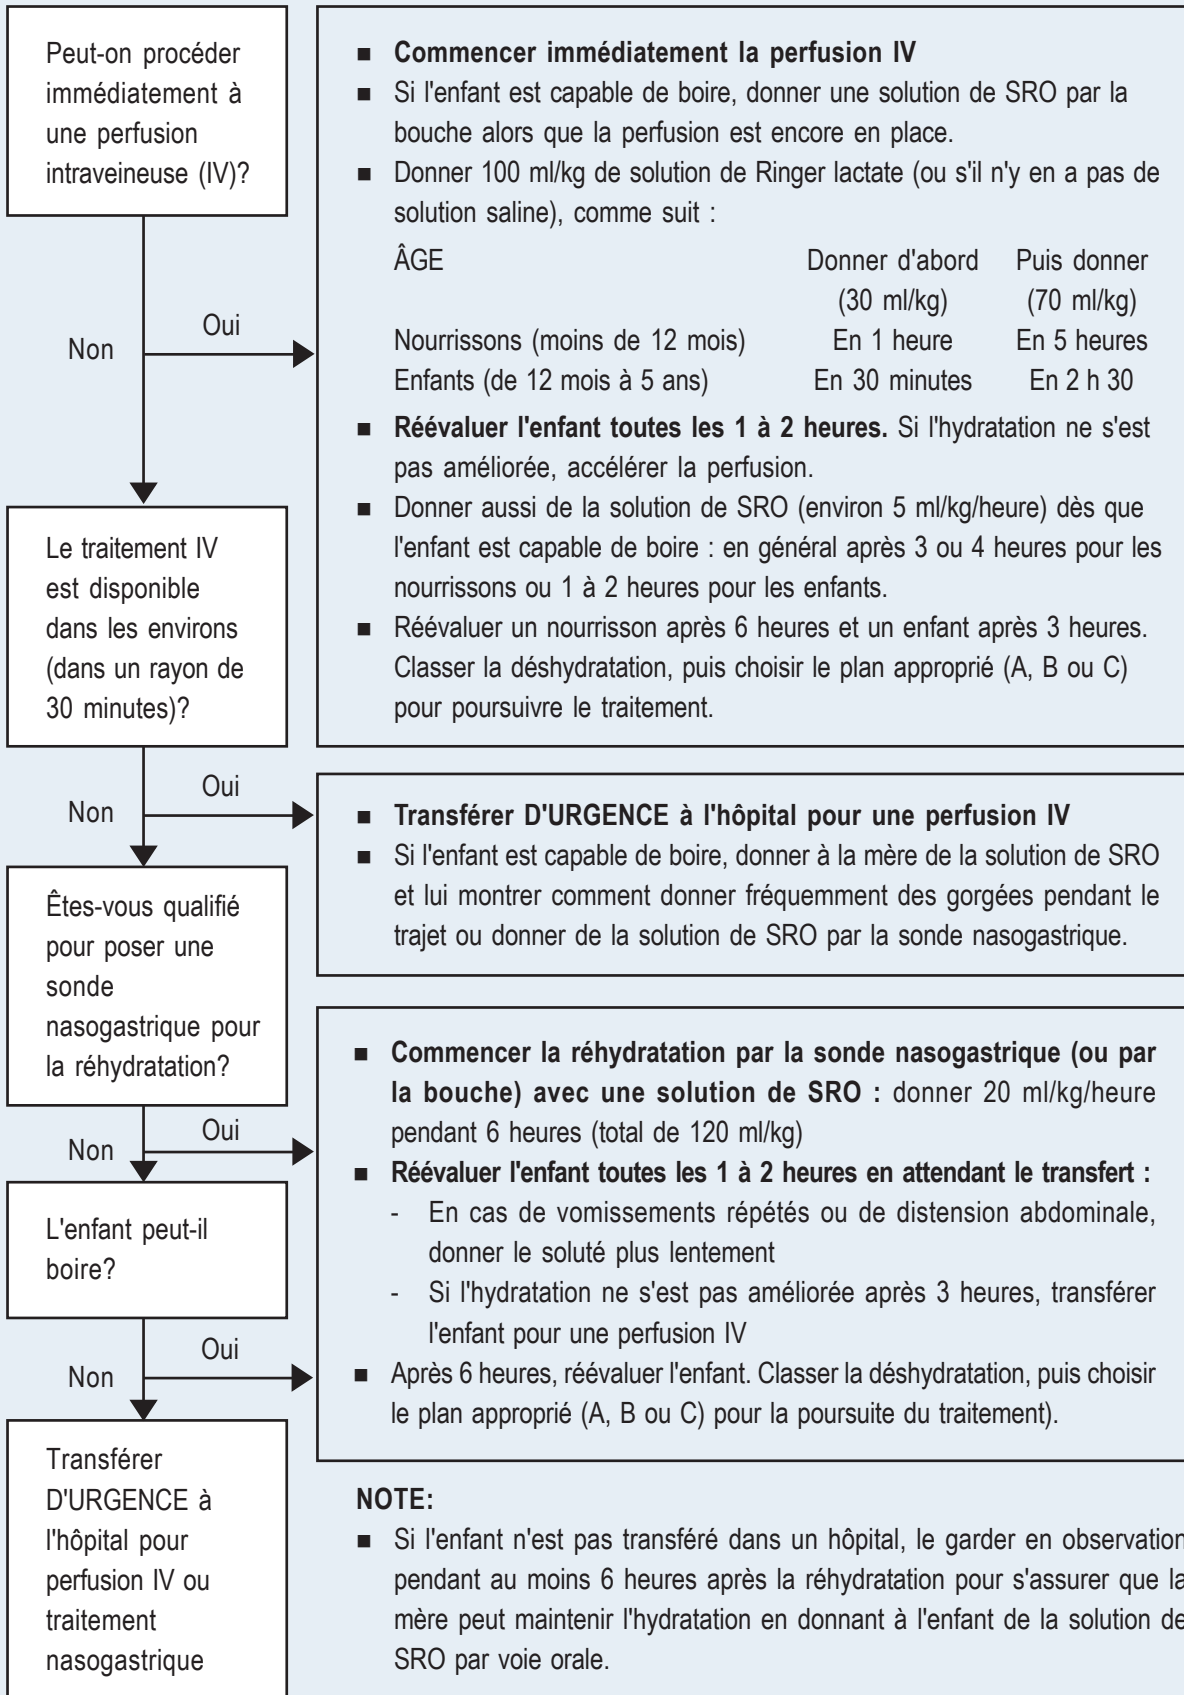 Peut-on procéder
immédiatement à
une perfusion
intraveineuse (IV)?
■ Commencer immédiatement la perfusion IV
■ Si l'enfant est capable de boire, donner une solution de SRO par la
bouche alors que la perfusion est encore en place.
■ Donner 100 ml/kg de solution de Ringer lactate (ou s'il n'y en a pas de
solution saline), comme suit :
ÂGE Donner d'abord Puis donner
(30 ml/kg) (70 ml/kg)
Nourrissons (moins de 12 mois) En 1 heure En 5 heures
Enfants (de 12 mois à 5 ans) En 30 minutes En 2 h 30
■ Réévaluer l'enfant toutes les 1 à 2 heures. Si l'hydratation ne s'est
pas améliorée, accélérer la perfusion.
■ Donner aussi de la solution de SRO (environ 5 ml/kg/heure) dès que
l'enfant est capable de boire : en général après 3 ou 4 heures pour les
nourrissons ou 1 à 2 heures pour les enfants.
■ Réévaluer un nourrisson après 6 heures et un enfant après 3 heures.
Classer la déshydratation, puis choisir le plan approprié (A, B ou C)
pour poursuivre le traitement.
Non
Oui
Le traitement IV
est disponible
dans les environs
(dans un rayon de
30 minutes)?
Non
Oui
■ Transférer D'URGENCE à l'hôpital pour une perfusion IV
■ Si l'enfant est capable de boire, donner à la mère de la solution de SRO
et lui montrer comment donner fréquemment des gorgées pendant le
trajet ou donner de la solution de SRO par la sonde nasogastrique.
Êtes-vous qualifié
pour poser une
sonde
nasogastrique pour
la réhydratation?
Non
Oui
■ Commencer la réhydratation par la sonde nasogastrique (ou par
la bouche) avec une solution de SRO : donner 20 ml/kg/heure
pendant 6 heures (total de 120 ml/kg)
■ Réévaluer l'enfant toutes les 1 à 2 heures en attendant le transfert :
- En cas de vomissements répétés ou de distension abdominale,
donner le soluté plus lentement
- Si l'hydratation ne s'est pas améliorée après 3 heures, transférer
l'enfant pour une perfusion IV
■ Après 6 heures, réévaluer l'enfant. Classer la déshydratation, puis choisir
le plan approprié (A, B ou C) pour la poursuite du traitement).
L'enfant peut-il
boire?
Non
Oui
Transférer
D'URGENCE à
l'hôpital pour
perfusion IV ou
traitement
nasogastrique
NOTE:
■ Si l'enfant n'est pas transféré dans un hôpital, le garder en observation
pendant au moins 6 heures après la réhydratation pour s'assurer que la
mère peut maintenir l'hydratation en donnant à l'enfant de la solution de
SRO par voie orale.